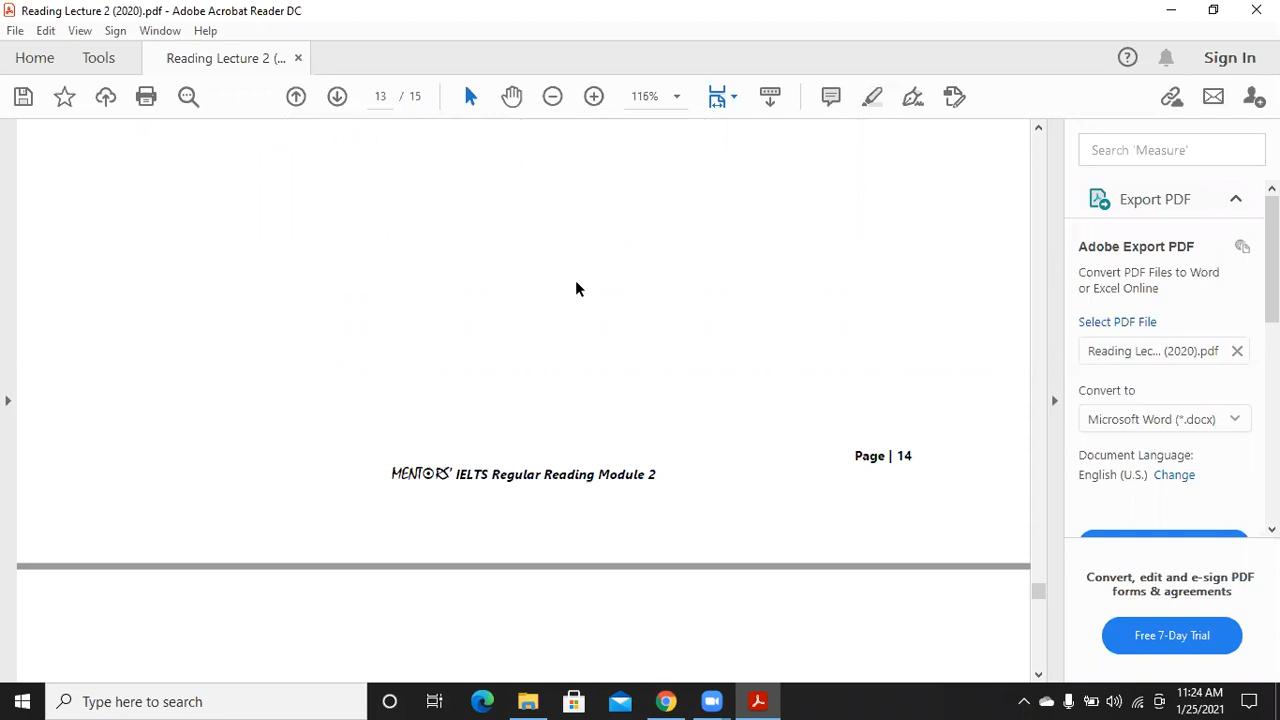 Reading Lecture 2 (2020).pdf - Adobe Acrobat Reader DC
File Edit View Sign Window Help
Home Tools Reading Lecture 2 (... × Sign In
13 / 15 116%
Search 'Measure'
Export PDF
Adobe Export PDF
Convert PDF Files to Word
or Excel Online
Select PDF File
Reading Lec... (2020).pdf
Convert to
Microsoft Word (*.docx)
Document Language:
English (U.S.) Change
Page | 14
MENTORS' IELTS Regular Reading Module 2
Convert, edit and e-sign PDF
forms & agreements
Free 7-Day Trial
Type here to search
11:24 AM
1/25/2021